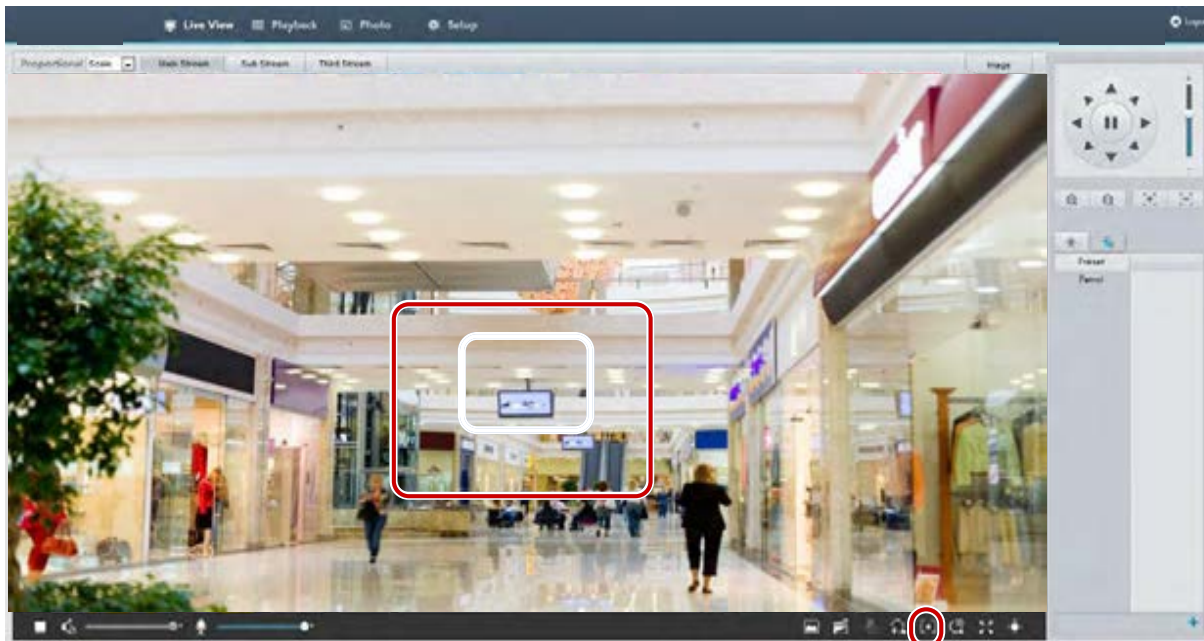 Live View Playback Photo Setup
Proportional Scale Main Stream Sub Stream Third Stream Image
Preset
Patrol